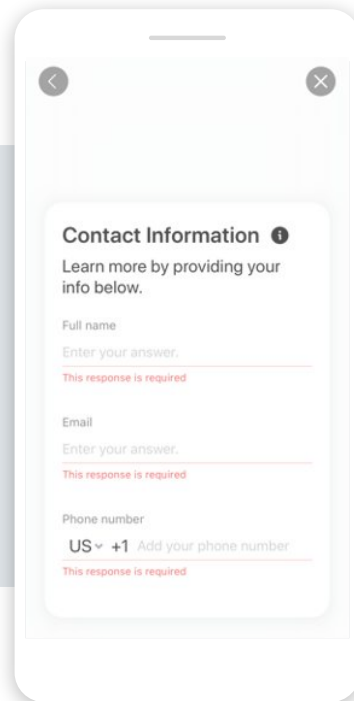 Contact Information
Learn more by providing your
info below.
Full name
Enter your answer.
This response is required
Email
Enter your answer.
This response is required
Phone number
US +1 Add your phone number
This response is required